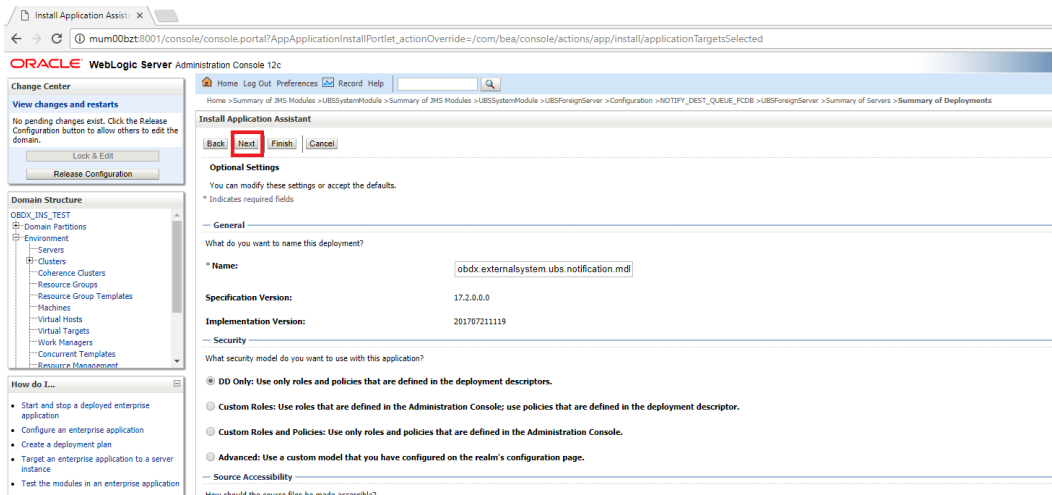 Install Application Assista
mum00bzt:8001/console/console.portal?AppApplicationInstallPortlet_actionOverride=/com/bea/console/actions/app/install/applicationTargetsSelected
ORACLE WebLogic Server Administration Console 12c
Change Center
View changes and restarts
No pending changes exist. Click the Release
Configuration button to allow others to edit the
domain.
Lock & Edit
Release Configuration
Domain Structure
OBDX_INS_TEST
Domain Partitions
Environment
Servers
Clusters
Coherence Clusters
Resource Groups
Resource Group Templates
Machines
Virtual Hosts
Virtual Targets
Work Managers
Concurrent Templates
Resource Management
How do I...
Start and stop a deployed enterprise
application
Configure an enterprise application
Create a deployment plan
Target an enterprise application to a server
instance
Test the modules in an enterprise application
Home Log Out Preferences Record Help
Home >Summary of JMS Modules >UBSSystemModule >Summary of JMS Modules >UBSSystemModule >UBSForeignServer >Configuration >NOTIFY_DEST_QUEUE_FCDB >UBSForeignServer >Summary of Servers >Summary of Deployments
Install Application Assistant
Back Next Finish Cancel
Optional Settings
You can modify these settings or accept the defaults.
* Indicates required fields
General
What do you want to name this deployment?
* Name: obdx.externalsystem.ubs.notification.mdl
Specification Version: 17.2.0.0.0
Implementation Version: 201707211119
Security
What security model do you want to use with this application?
DD Only: Use only roles and policies that are defined in the deployment descriptors.
Custom Roles: Use roles that are defined in the Administration Console; use policies that are defined in the deployment descriptor.
Custom Roles and Policies: Use only roles and policies that are defined in the Administration Console.
Advanced: Use a custom model that you have configured on the realm's configuration page.
Source Accessibility
How should the source files be made accessible?